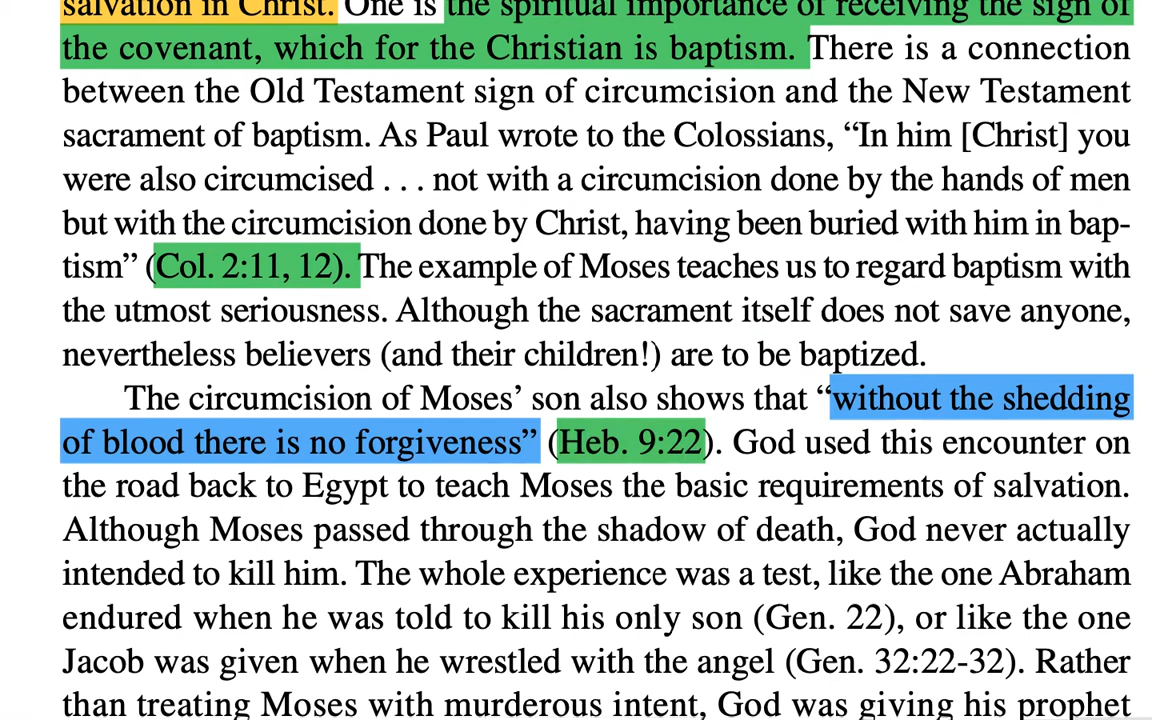 salvation in Christ. One is the spiritual importance of receiving the sign of
the covenant, which for the Christian is baptism. There is a connection
between the Old Testament sign of circumcision and the New Testament
sacrament of baptism. As Paul wrote to the Colossians, “In him [Christ] you
were also circumcised . . . not with a circumcision done by the hands of men
but with the circumcision done by Christ, having been buried with him in bap-
tism” (Col. 2:11, 12). The example of Moses teaches us to regard baptism with
the utmost seriousness. Although the sacrament itself does not save anyone,
nevertheless believers (and their children!) are to be baptized.
The circumcision of Moses’ son also shows that “without the shedding
of blood there is no forgiveness” (Heb. 9:22). God used this encounter on
the road back to Egypt to teach Moses the basic requirements of salvation.
Although Moses passed through the shadow of death, God never actually
intended to kill him. The whole experience was a test, like the one Abraham
endured when he was told to kill his only son (Gen. 22), or like the one
Jacob was given when he wrestled with the angel (Gen. 32:22-32). Rather
than treating Moses with murderous intent, God was giving his prophet